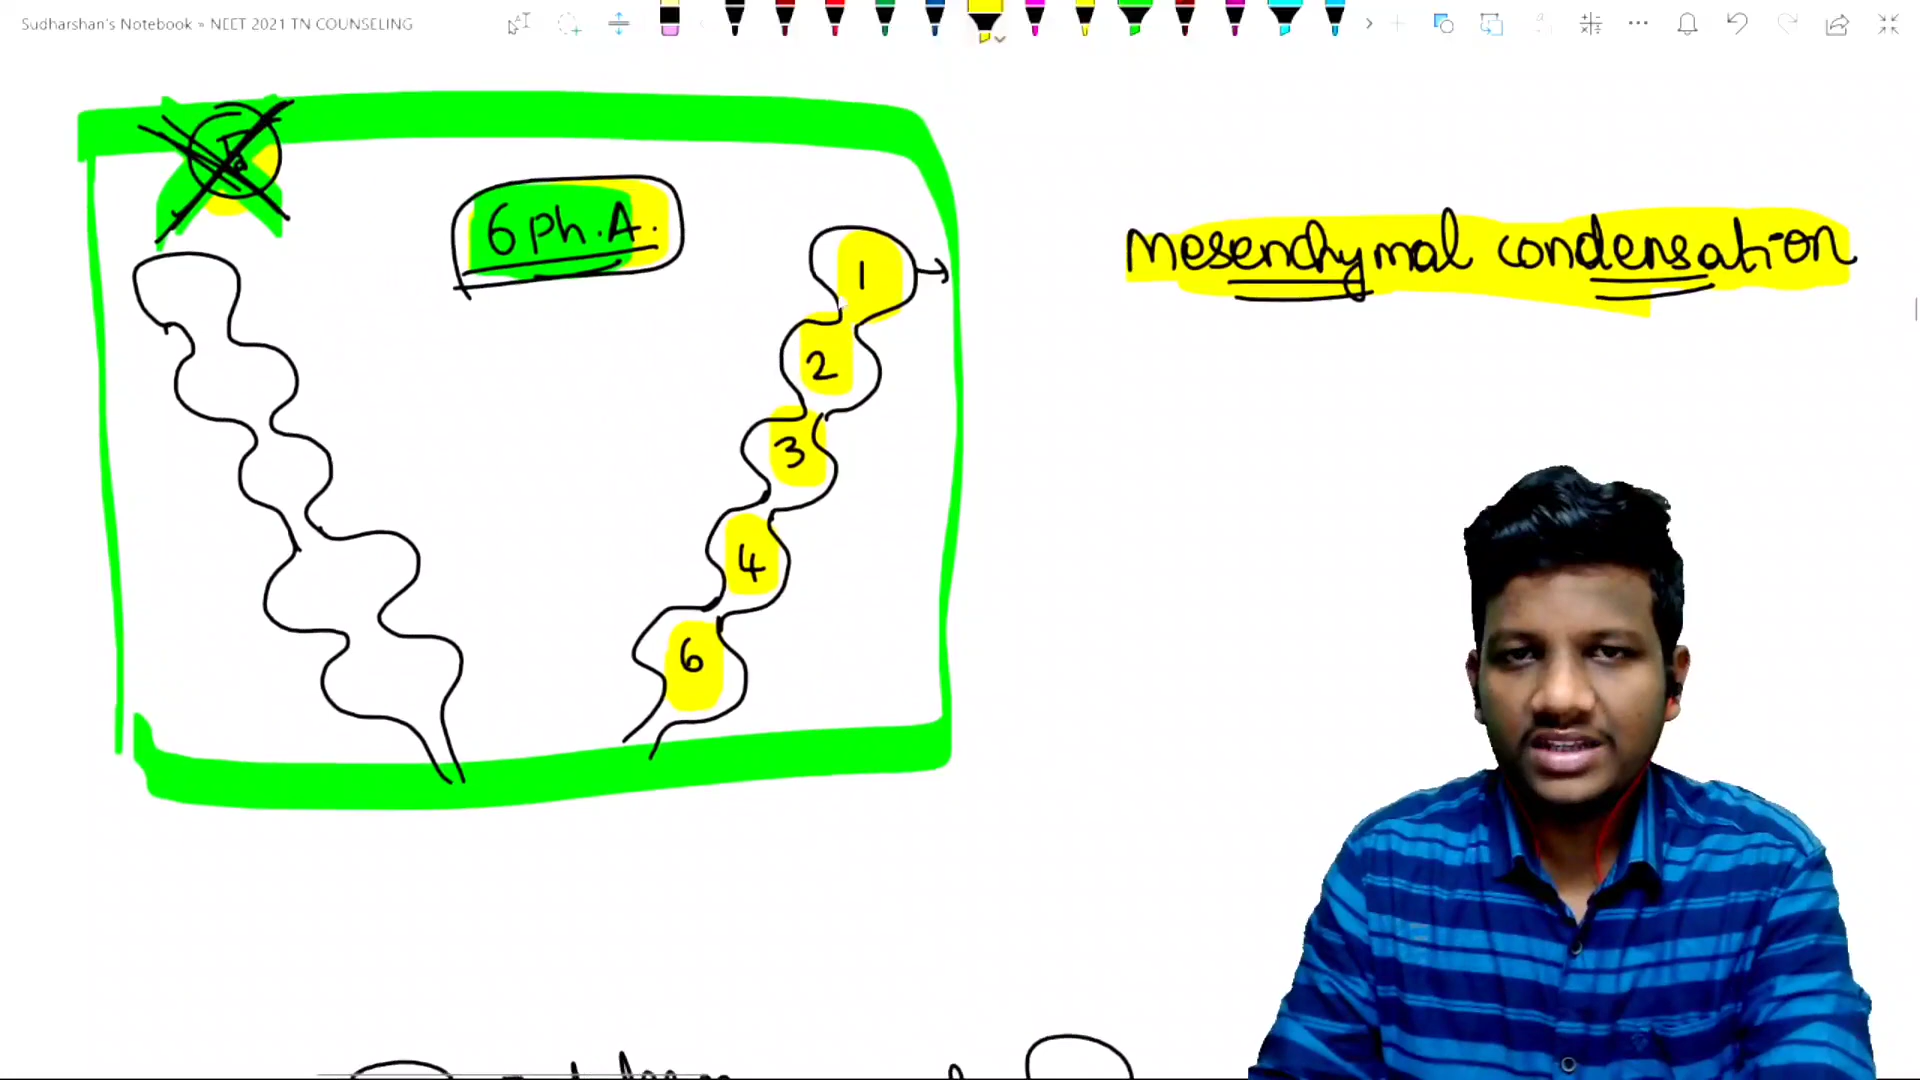 Sudharshan's Notebook » NEET 2021 TN COUNSELING
6 Ph.A.
Mesenchymal condensation
1
2
3
4
6